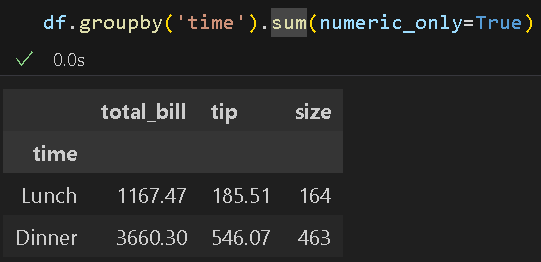 df.groupby('time').sum(numeric_only=True)
✓ 0.0s
total_bill tip size
time
Lunch 1167.47 185.51 164
Dinner 3660.30 546.07 463